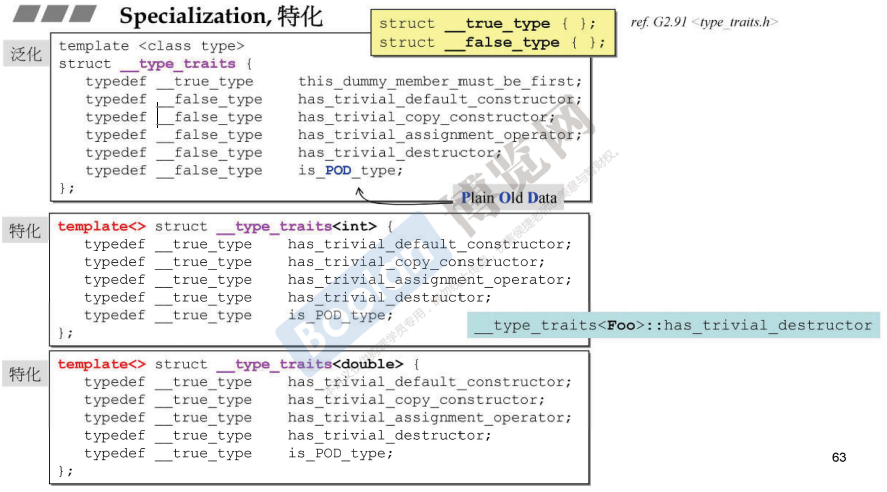 Specialization, 特化
struct __true_type { };
struct __false_type { };
ref. G2.91 <type_traits.h>
泛化
template <class type>
struct __type_traits {
typedef __true_type this_dummy_member_must_be_first;
typedef __false_type has_trivial_default_constructor;
typedef __false_type has_trivial_copy_constructor;
typedef __false_type has_trivial_assignment_operator;
typedef __false_type has_trivial_destructor;
typedef __false_type is_POD_type;
};
Plain Old Data
特化
template<> struct __type_traits<int> {
typedef __true_type has_trivial_default_constructor;
typedef __true_type has_trivial_copy_constructor;
typedef __true_type has_trivial_assignment_operator;
typedef __true_type has_trivial_destructor;
typedef __true_type is_POD_type;
};
__type_traits<Foo>::has_trivial_destructor
特化
template<> struct __type_traits<double> {
typedef __true_type has_trivial_default_constructor;
typedef __true_type has_trivial_copy_constructor;
typedef __true_type has_trivial_assignment_operator;
typedef __true_type has_trivial_destructor;
typedef __true_type is_POD_type;
};
63
Boolan
博览网